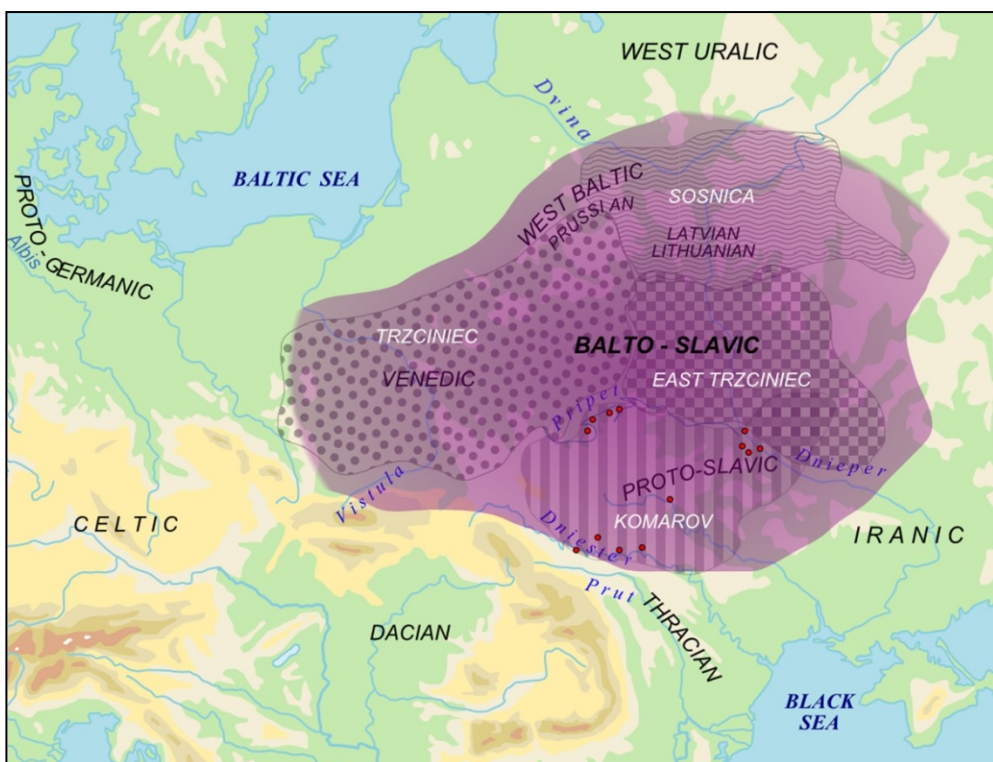 WEST URALIC
Dvina
BALTIC SEA
PROTO-GERMANIC
Albis
WEST BALTIC
PRUSSIAN
SOSNICA
LATVIAN
LITHUANIAN
TRZCINIEC
VENEDIC
BALTO - SLAVIC
EAST TRZCINIEC
Pripet
Dnieper
PROTO-SLAVIC
Vistula
KOMAROV
Dniester
CELTIC
IRANIC
Prut
THRACIAN
DACIAN
BLACK
SEA